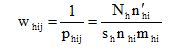 w_hij = 1/p_hij = N_h n′_hi / s_h n_hi m_hi